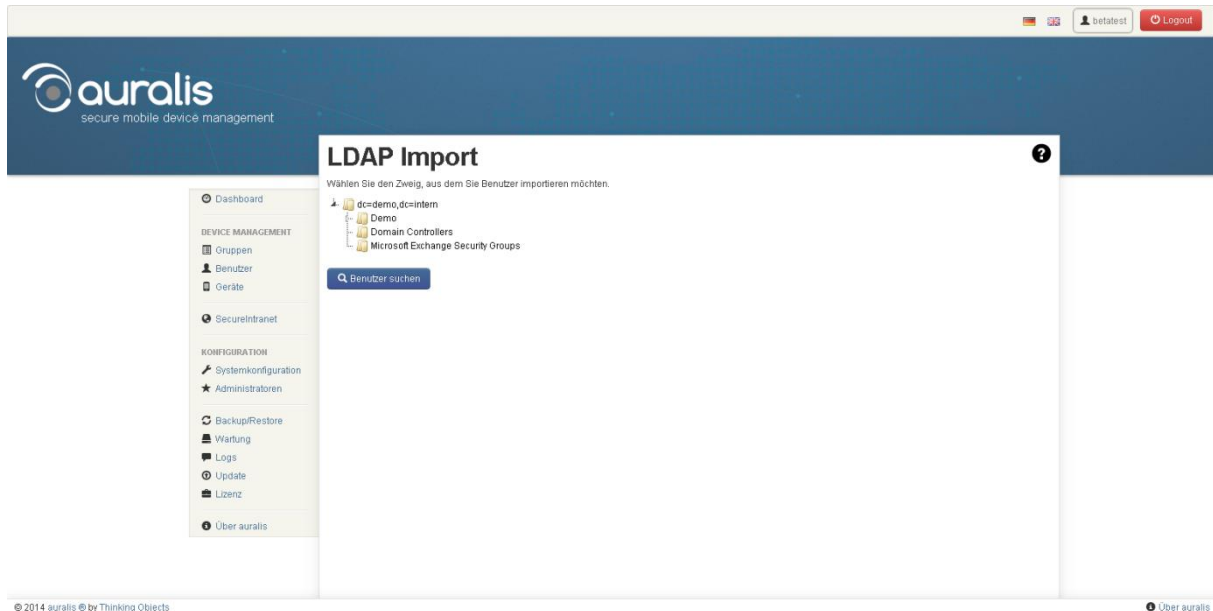 betatest
Logout
auralis
secure mobile device management
LDAP Import
Wählen Sie den Zweig, aus dem Sie Benutzer importieren möchten.
dc=demo,dc=intern
Demo
Domain Controllers
Microsoft Exchange Security Groups
Benutzer suchen
Dashboard
DEVICE MANAGEMENT
Gruppen
Benutzer
Geräte
SecureIntranet
KONFIGURATION
Systemkonfiguration
Administratoren
Backup/Restore
Wartung
Logs
Update
Lizenz
Über auralis
© 2014 auralis ® by Thinking Objects
Über auralis